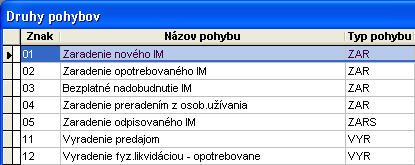 Druhy pohybov
Znak Názov pohybu Typ pohybu
01 Zaradenie nového IM ZAR
02 Zaradenie opotrebovaného IM ZAR
03 Bezplatné nadobudnutie IM ZAR
04 Zaradenie preradením z osob.užívania ZAR
05 Zaradenie odpisovaného IM ZARS
11 Vyradenie predajom VYR
12 Vyradenie fyz.likvidáciou - opotrebovane VYR